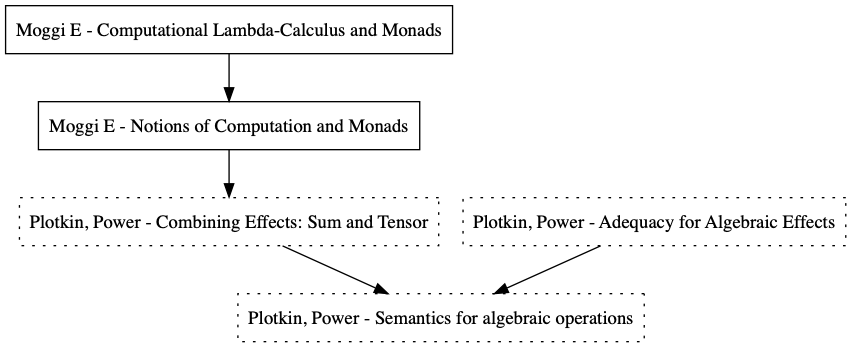 Moggi E - Computational Lambda-Calculus and Monads
Moggi E - Notions of Computation and Monads
Plotkin, Power - Combining Effects: Sum and Tensor
Plotkin, Power - Adequacy for Algebraic Effects
Plotkin, Power - Semantics for algebraic operations